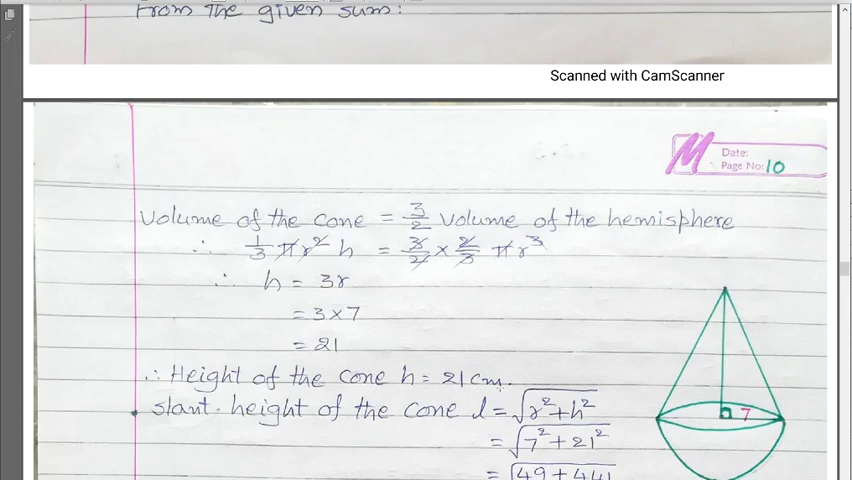 From the given sum:
Scanned with CamScanner
M
Date:
Page No: 10
Volume of the cone = 3/2 volume of the hemisphere
∴ 1/3 πr² h = 3/2 × 2/3 πr³
∴ h = 3r
= 3 × 7
= 21
∴ Height of the cone h = 21 cm.
Slant height of the cone l = √r² + h²
7
= √7² + 21²
= √49 + 441